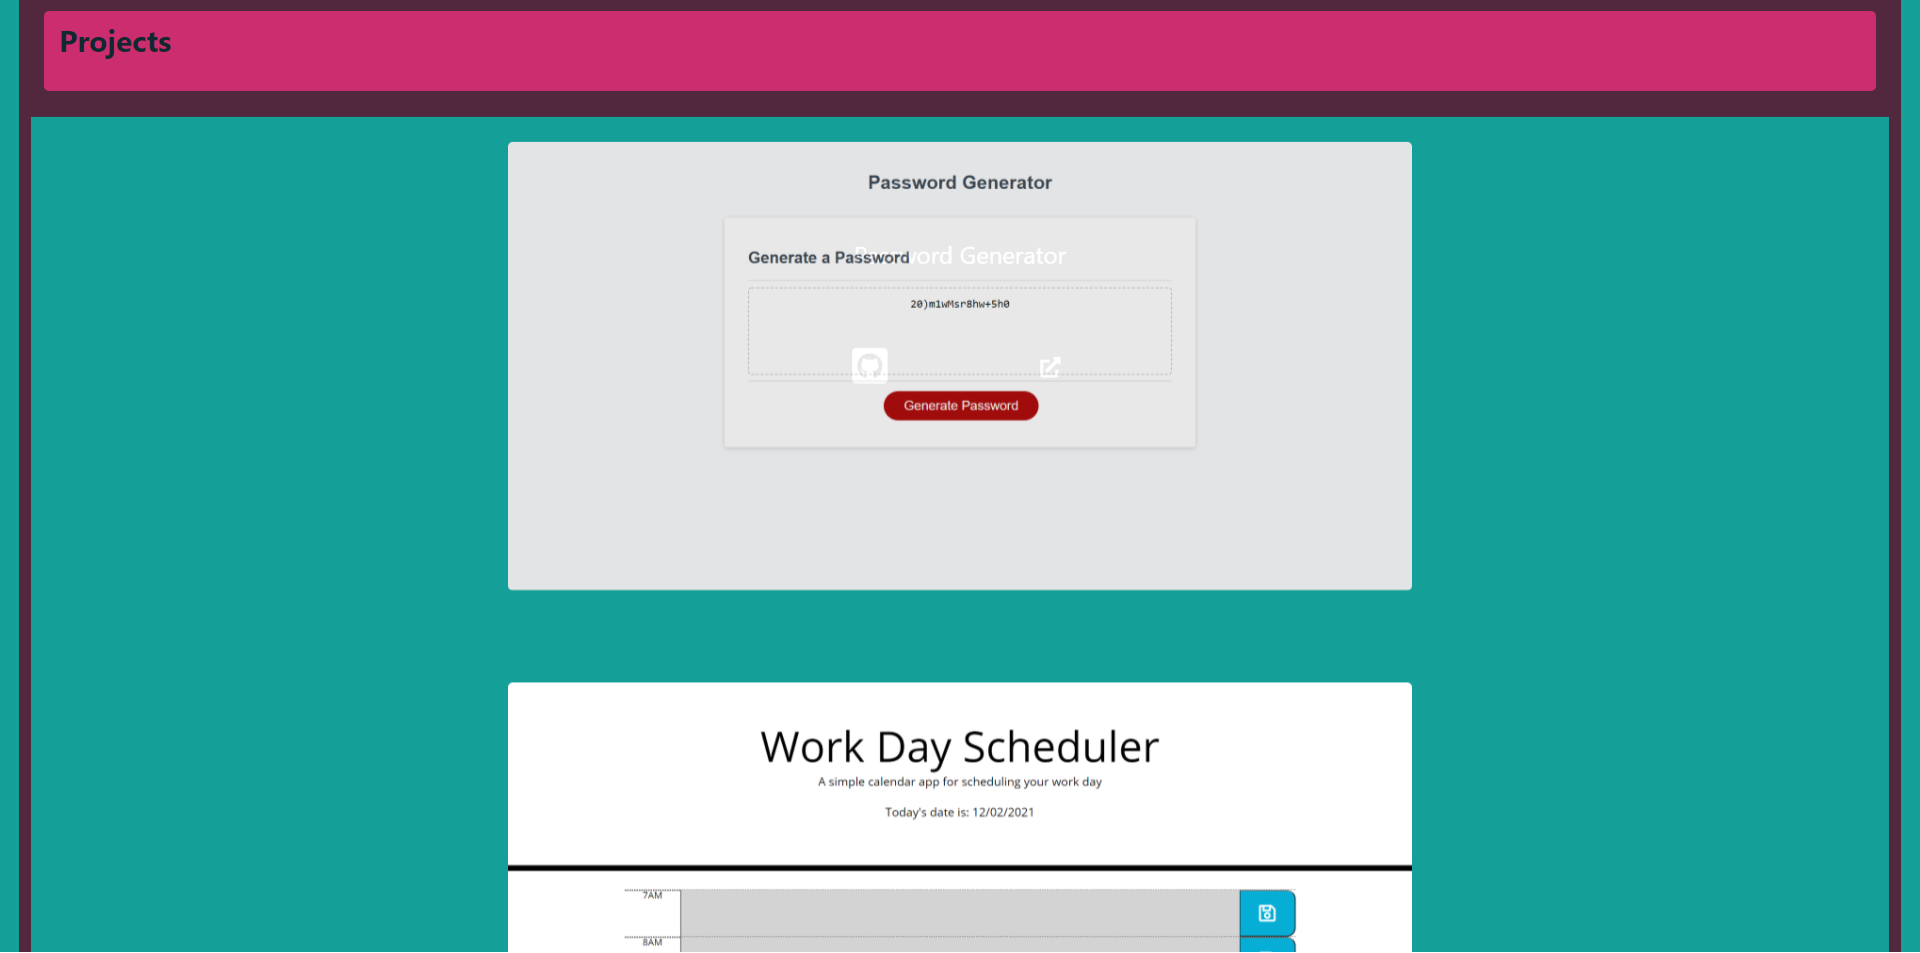 Projects
Password Generator
Password Generator
Generate a Password
20)m1wMsr8hw+5h0
Generate Password
Work Day Scheduler
A simple calendar app for scheduling your work day
Today's date is: 12/02/2021
7AM
8AM